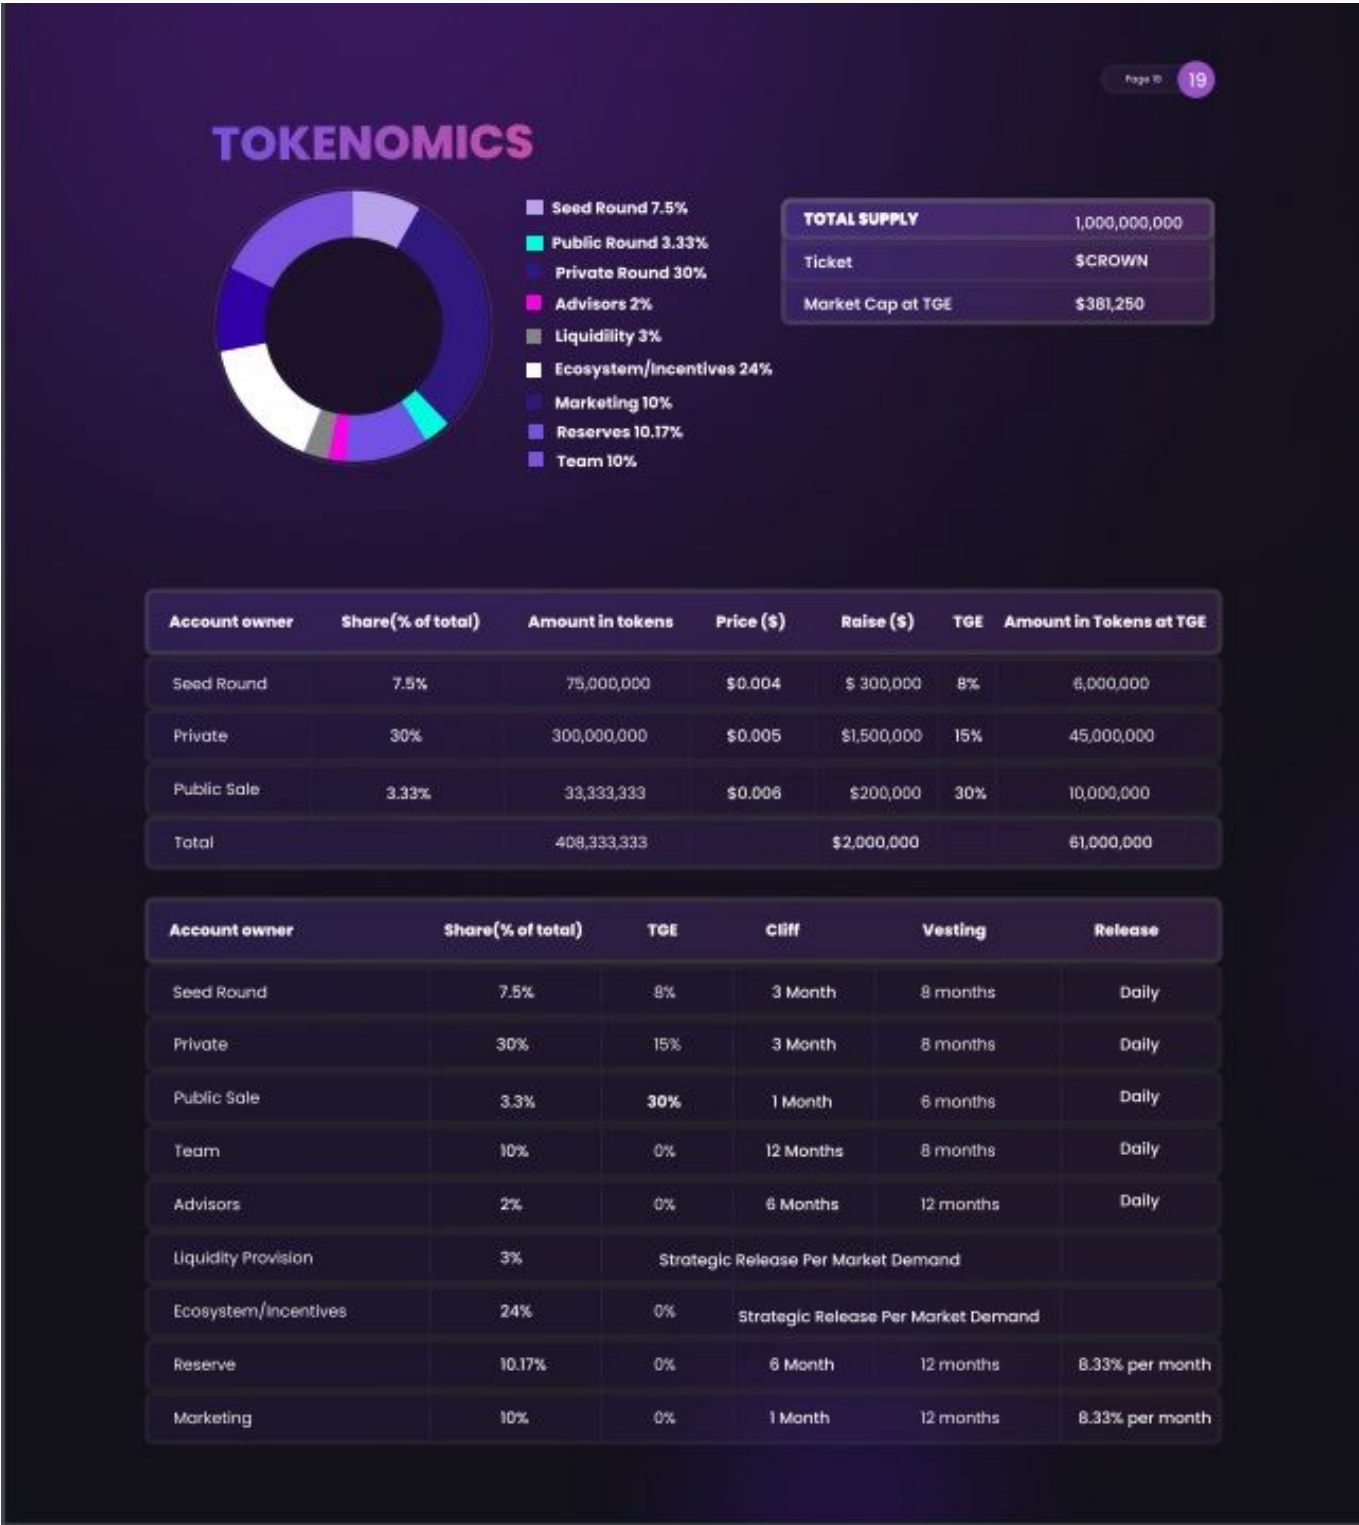 Page 19 19
TOKENOMICS
Seed Round 7.5%
Public Round 3.33%
Private Round 30%
Advisors 2%
Liquidility 3%
Ecosystem/Incentives 24%
Marketing 10%
Reserves 10.17%
Team 10%
TOTAL SUPPLY 1,000,000,000
Ticket $CROWN
Market Cap at TGE $381,250
Account owner Share(% of total) Amount in tokens Price ($) Raise ($) TGE Amount in Tokens at TGE
Seed Round 7.5% 75,000,000 $0.004 $ 300,000 8% 6,000,000
Private 30% 300,000,000 $0.005 $1,500,000 15% 45,000,000
Public Sale 3.33% 33,333,333 $0.006 $200,000 30% 10,000,000
Total 408,333,333 $2,000,000 61,000,000
Account owner Share(% of total) TGE Cliff Vesting Release
Seed Round 7.5% 8% 3 Month 8 months Daily
Private 30% 15% 3 Month 8 months Daily
Public Sale 3.3% 30% 1 Month 6 months Daily
Team 10% 0% 12 Months 8 months Daily
Advisors 2% 0% 6 Months 12 months Daily
Liquidity Provision 3% Strategic Release Per Market Demand
Ecosystem/Incentives 24% 0% Strategic Release Per Market Demand
Reserve 10.17% 0% 6 Month 12 months 8.33% per month
Marketing 10% 0% 1 Month 12 months 8.33% per month